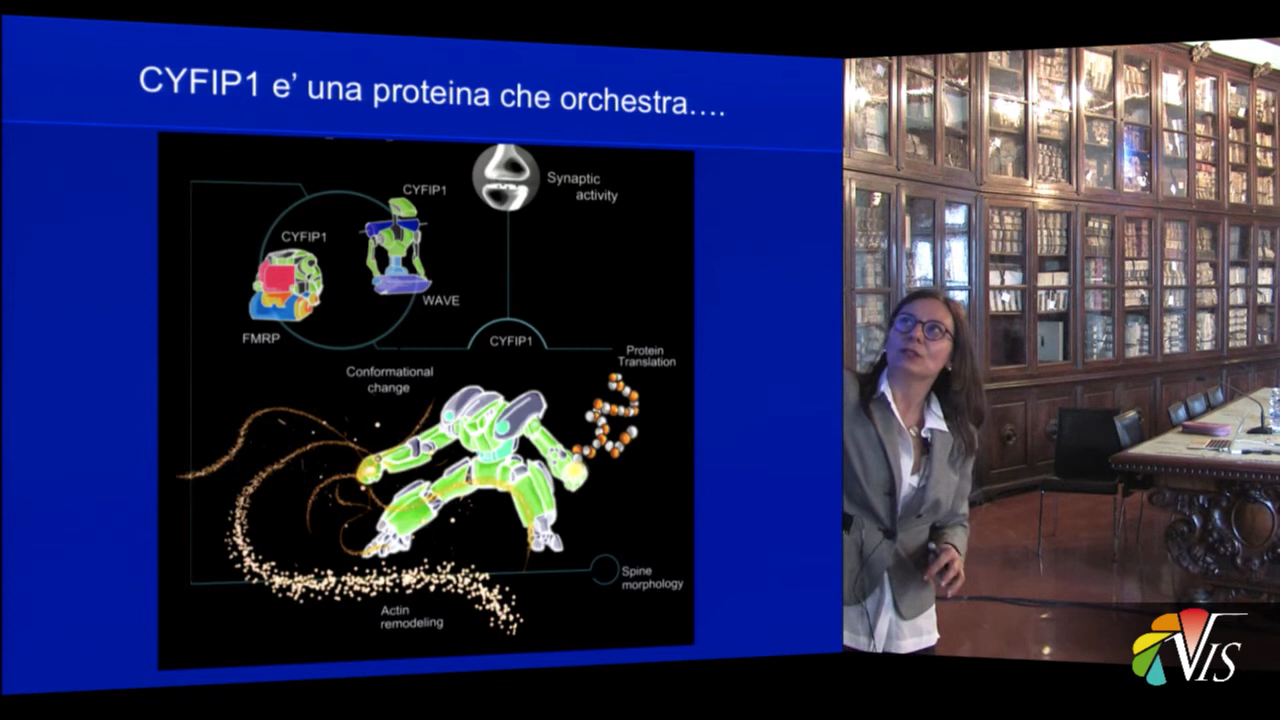 CYFIP1 e’ una proteina che orchestra….
CYFIP1
Synaptic
activity
CYFIP1
WAVE
FMRP
CYFIP1
Protein
Translation
Conformational
change
Spine
morphology
Actin
remodeling
VIS